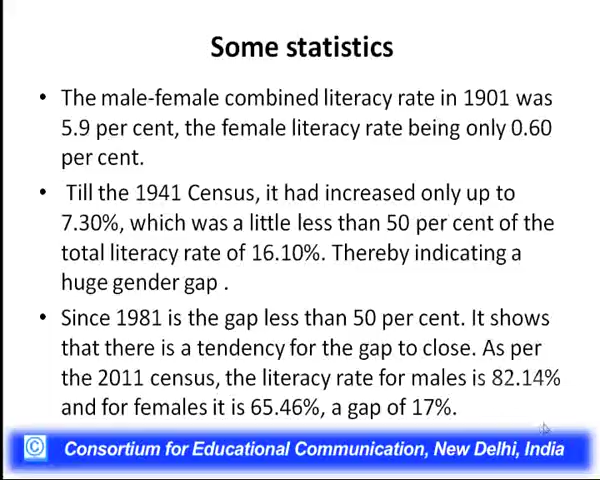 Some statistics
• The male-female combined literacy rate in 1901 was
5.9 per cent, the female literacy rate being only 0.60
per cent.
• Till the 1941 Census, it had increased only up to
7.30%, which was a little less than 50 per cent of the
total literacy rate of 16.10%. Thereby indicating a
huge gender gap .
• Since 1981 is the gap less than 50 per cent. It shows
that there is a tendency for the gap to close. As per
the 2011 census, the literacy rate for males is 82.14%
and for females it is 65.46%, a gap of 17%.
© Consortium for Educational Communication, New Delhi, India